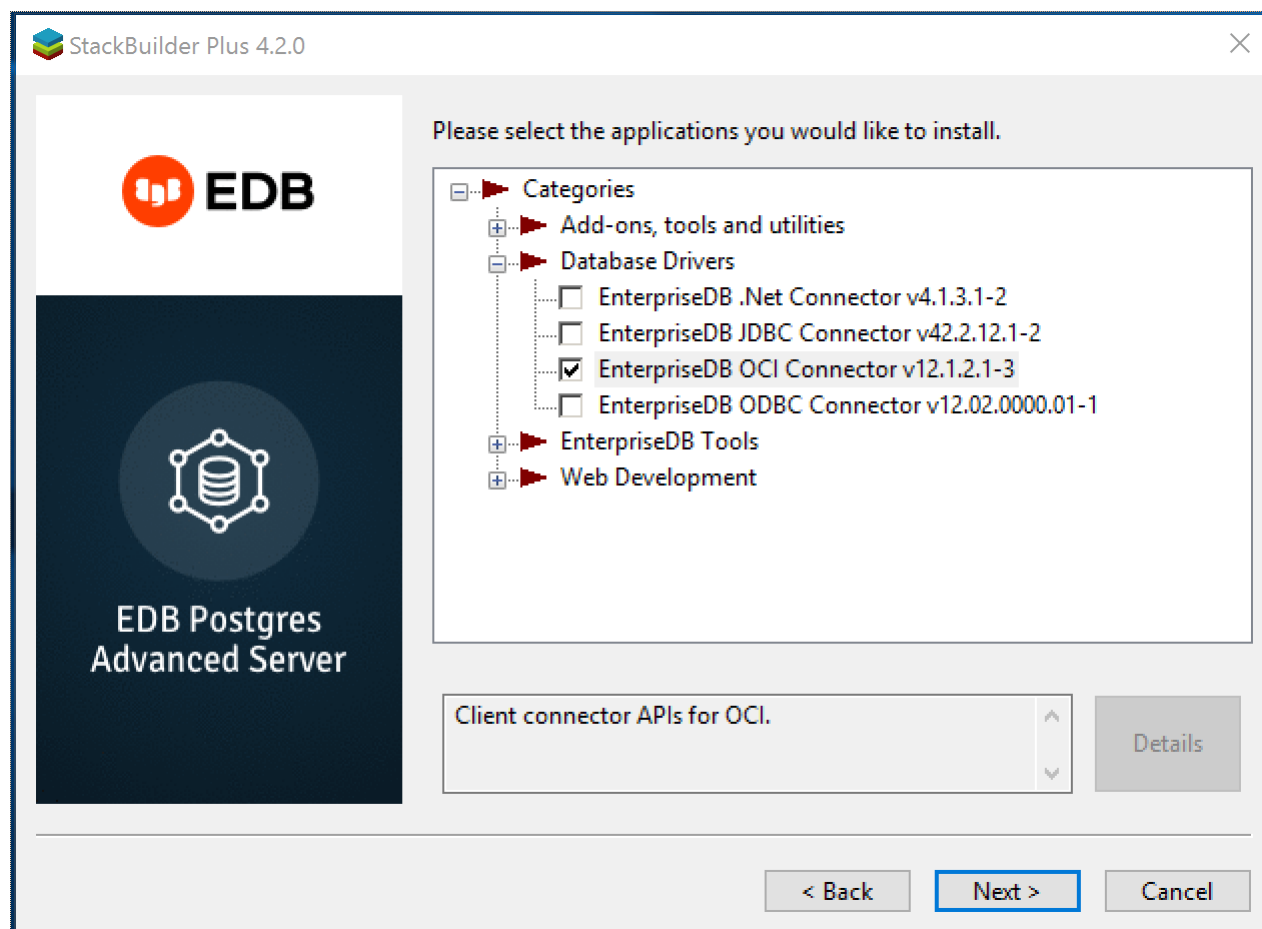 StackBuilder Plus 4.2.0
EDB
EDB Postgres
Advanced Server
Please select the applications you would like to install.
Categories
Add-ons, tools and utilities
Database Drivers
EnterpriseDB .Net Connector v4.1.3.1-2
EnterpriseDB JDBC Connector v42.2.12.1-2
EnterpriseDB OCI Connector v12.1.2.1-3
EnterpriseDB ODBC Connector v12.02.0000.01-1
EnterpriseDB Tools
Web Development
Client connector APIs for OCI.
Details
< Back
Next >
Cancel